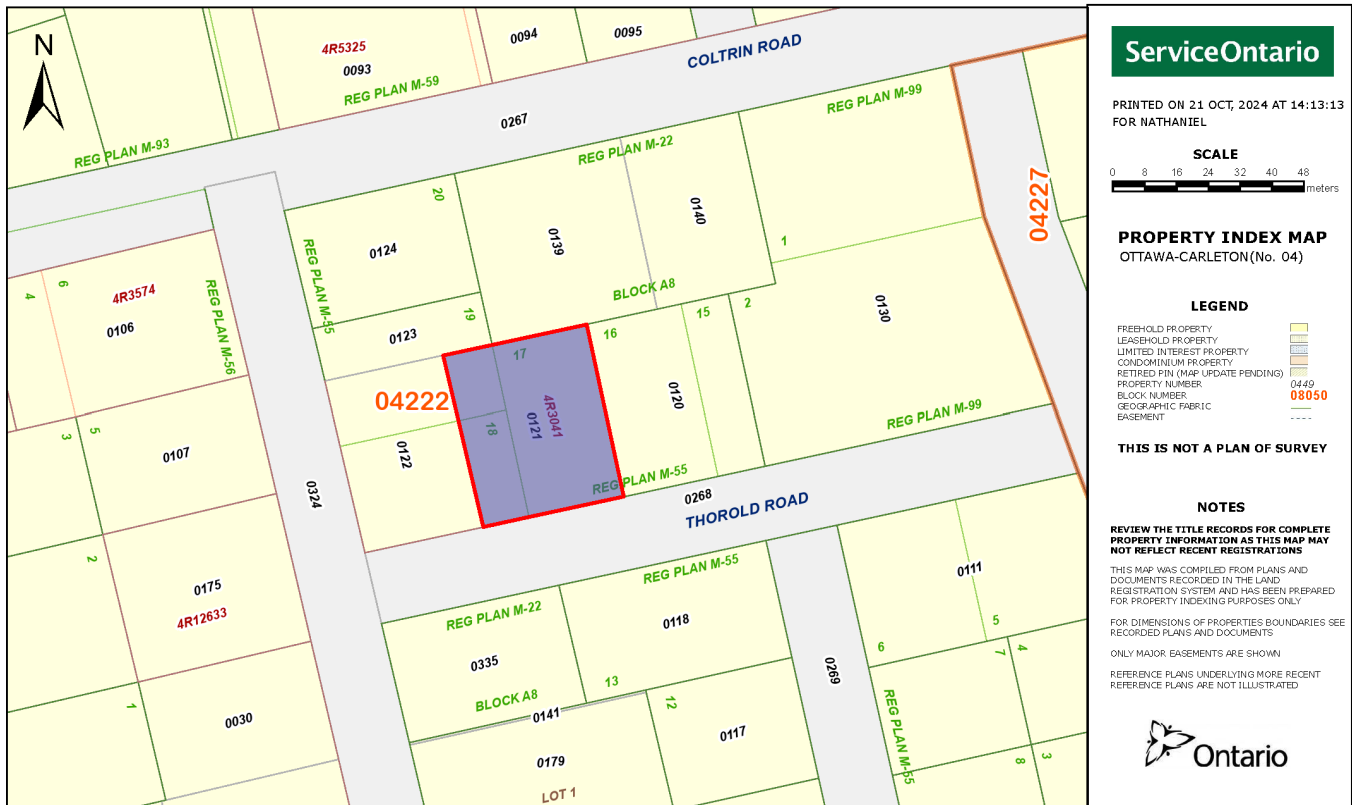 N
4R5325
0093
0094
0095
COLTRIN ROAD
REG PLAN M-59
REG PLAN M-99
0267
REG PLAN M-93
REG PLAN M-22
20
0124
0139
0140
1
REG PLAN M-55
BLOCK A8
04227
6
4
4R3574
0106
REG PLAN M-56
19
0123
16
15
2
0130
17
04222
4R3041
0121
0120
18
0122
REG PLAN M-99
3
5
0107
0324
REG PLAN M-55
0268
THOROLD ROAD
2
0175
4R12633
REG PLAN M-55
REG PLAN M-22
0118
0111
5
6
4
7
0335
13
0269
BLOCK A8
0141
12
REG PLAN M-55
1
0030
0117
0179
8
3
LOT 1
ServiceOntario
PRINTED ON 21 OCT, 2024 AT 14:13:13
FOR NATHANIEL
SCALE
0 8 16 24 32 40 48
meters
PROPERTY INDEX MAP
OTTAWA-CARLETON(No. 04)
LEGEND
FREEHOLD PROPERTY
LEASEHOLD PROPERTY
LIMITED INTEREST PROPERTY
CONDOMINIUM PROPERTY
RETIRED PIN (MAP UPDATE PENDING)
PROPERTY NUMBER 0449
BLOCK NUMBER 08050
GEOGRAPHIC FABRIC
EASEMENT
THIS IS NOT A PLAN OF SURVEY
NOTES
REVIEW THE TITLE RECORDS FOR COMPLETE
PROPERTY INFORMATION AS THIS MAP MAY
NOT REFLECT RECENT REGISTRATIONS
THIS MAP WAS COMPILED FROM PLANS AND
DOCUMENTS RECORDED IN THE LAND
REGISTRATION SYSTEM AND HAS BEEN PREPARED
FOR PROPERTY INDEXING PURPOSES ONLY
FOR DIMENSIONS OF PROPERTIES BOUNDARIES SEE
RECORDED PLANS AND DOCUMENTS
ONLY MAJOR EASEMENTS ARE SHOWN
REFERENCE PLANS UNDERLYING MORE RECENT
REFERENCE PLANS ARE NOT ILLUSTRATED
Ontario